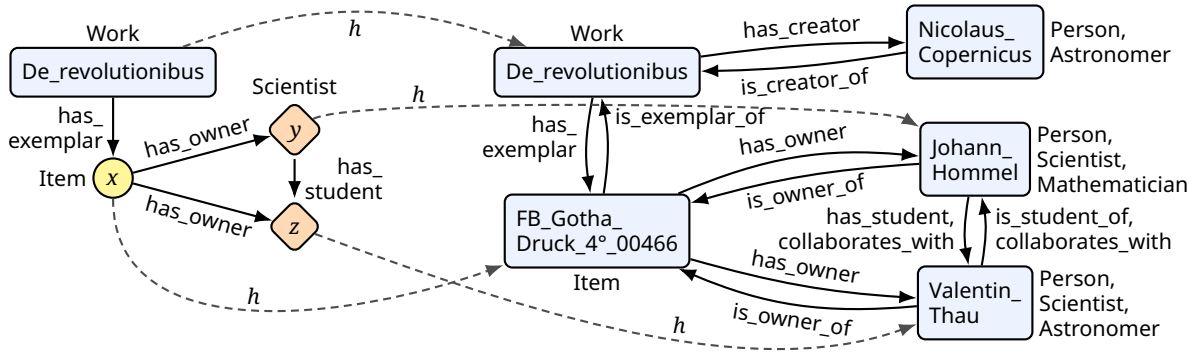 Work
De_revolutionibus
has_
exemplar
Item
x
has_owner
has_owner
Scientist
y
has_
student
z
h
h
h
h
Work
De_revolutionibus
has_creator
is_creator_of
Nicolaus_
Copernicus
Person,
Astronomer
has_
exemplar
is_exemplar_of
FB_Gotha_
Druck_4°_00466
Item
has_owner
is_owner_of
has_owner
is_owner_of
Johann_
Hommel
Person,
Scientist,
Mathematician
has_student,
collaborates_with
is_student_of,
collaborates_with
Valentin_
Thau
Person,
Scientist,
Astronomer